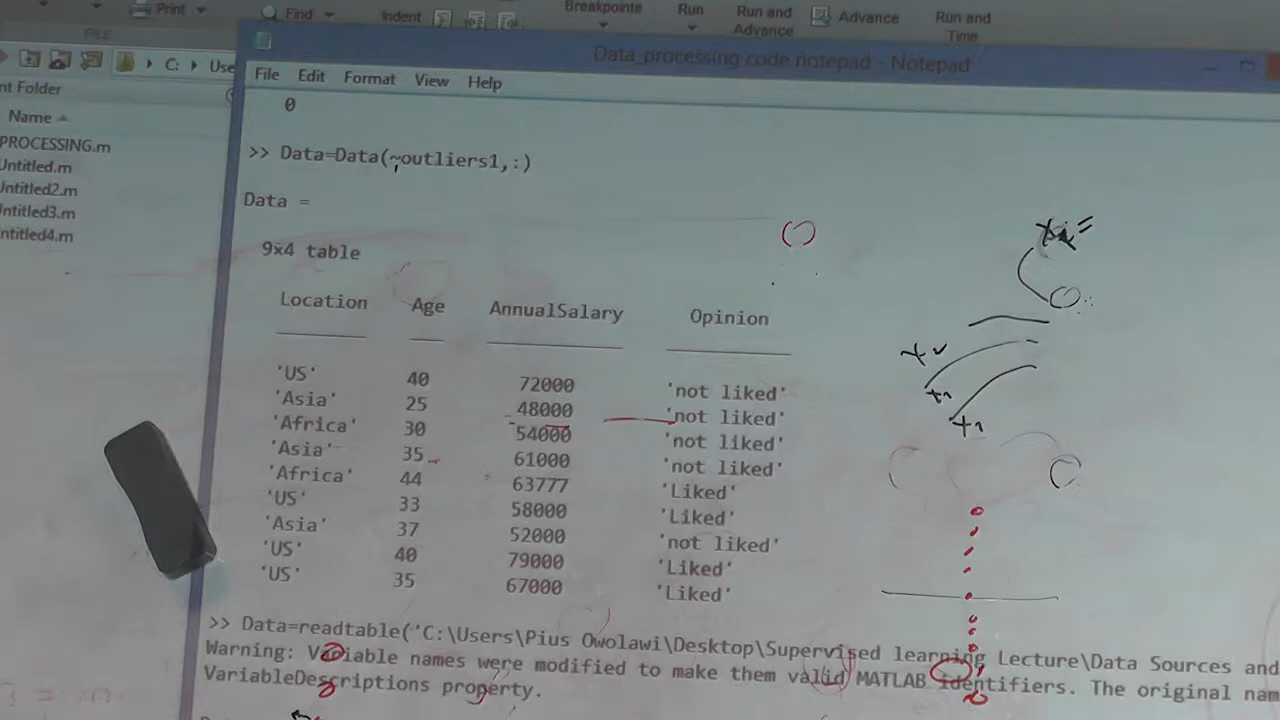 Print Find Indent Breakpoints Run Run and Advance Advance Run and Time
FILE
C: Use
nt Folder
Name
PROCESSING.m
Untitled.m
Untitled2.m
ntitled3.m
ntitled4.m
Data_processing code notepad - Notepad
File Edit Format View Help
0
>> Data=Data(~outliers1,:)
Data =
9x4 table
Location Age AnnualSalary Opinion
'US' 40 72000 'not liked'
'Asia' 25 48000 'not liked'
'Africa' 30 54000 'not liked'
'Asia' 35 61000 'not liked'
'Africa' 44 63777 'Liked'
'US' 33 58000 'Liked'
'Asia' 37 52000 'not liked'
'US' 40 79000 'Liked'
'US' 35 67000 'Liked'
>> Data=readtable('C:\Users\Pius Owolawi\Desktop\Supervised learning Lecture\Data Sources and
Warning: Variable names were modified to make them valid MATLAB identifiers. The original nam
VariableDescriptions property.